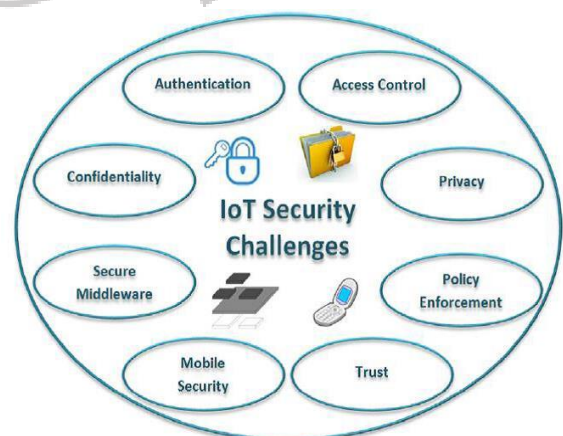 Authentication
Access Control
Confidentiality
Privacy
IoT Security
Challenges
Secure
Middleware
Policy
Enforcement
Mobile
Security
Trust